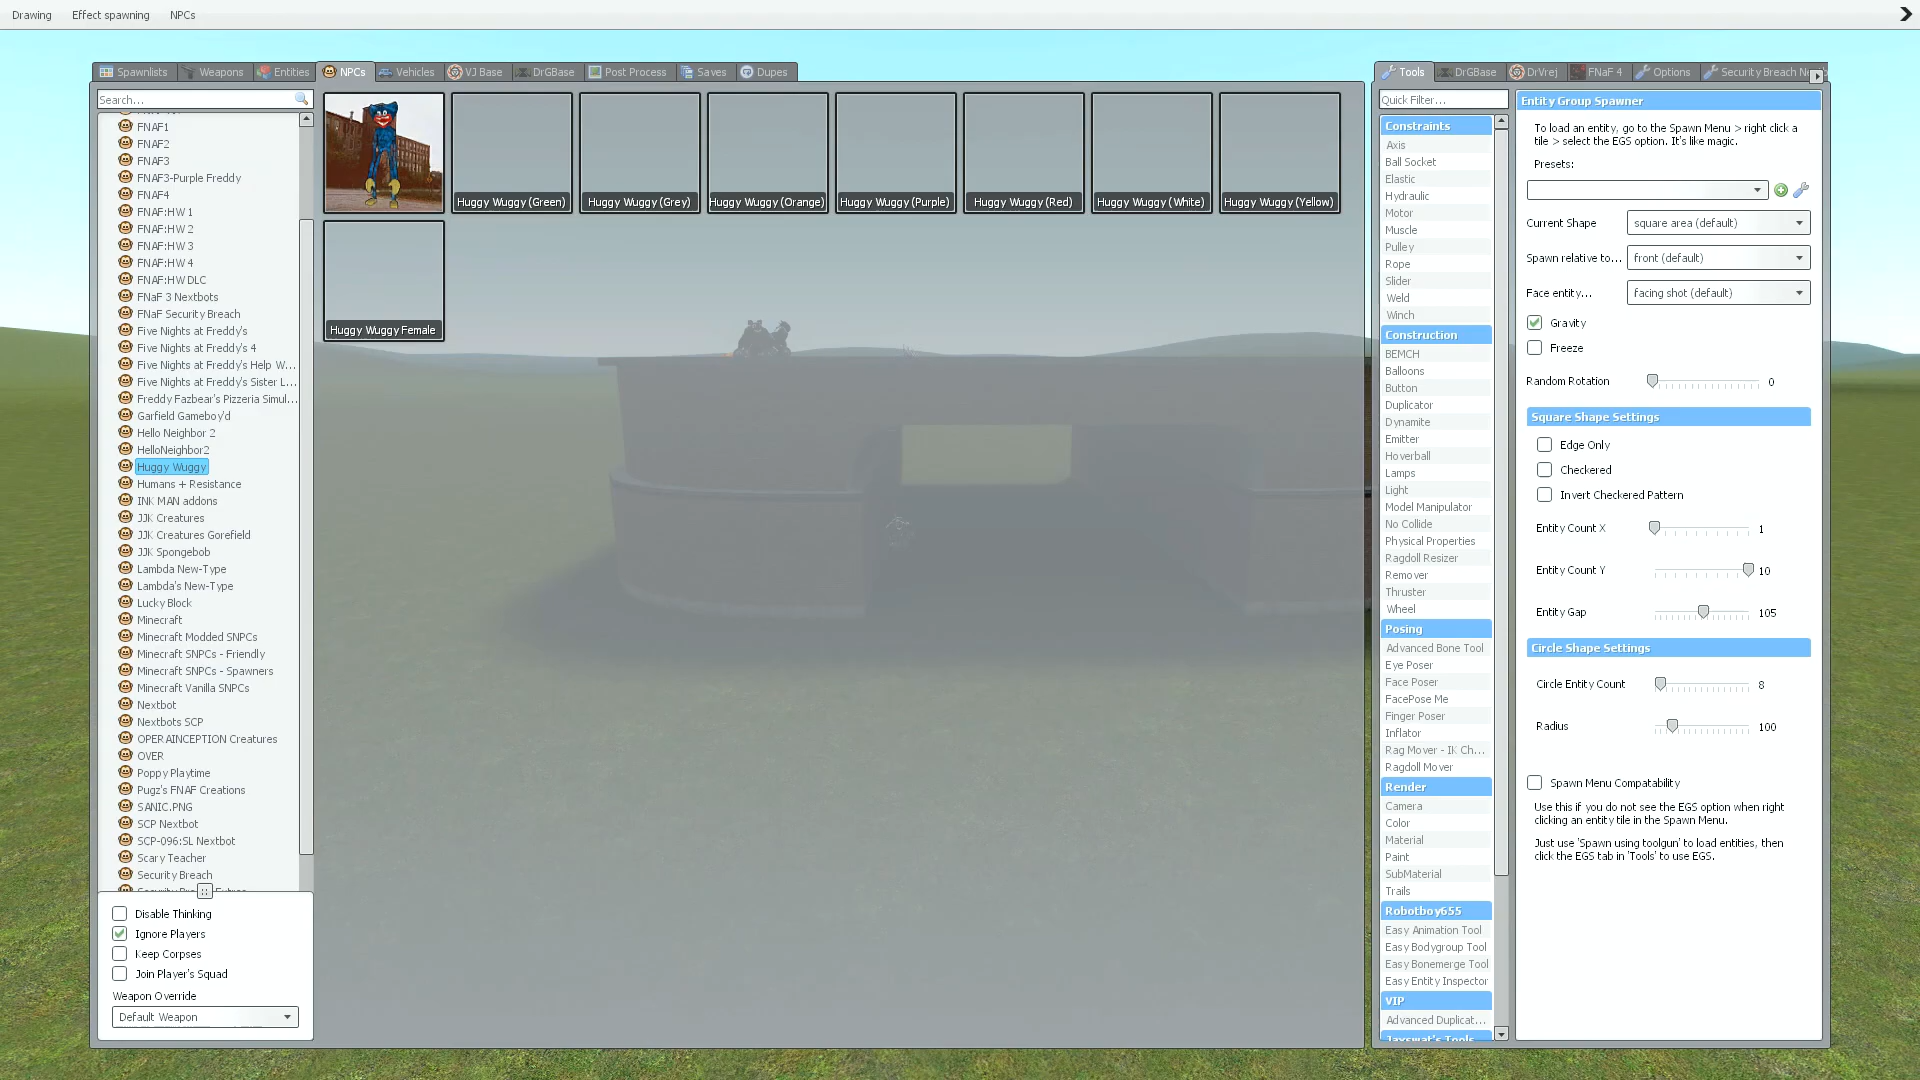 Drawing
Effect spawning
NPCs
Spawnlists
Weapons
Entities
NPCs
Vehicles
VJ Base
DrGBase
Post Process
Saves
Dupes
Search...
FNAF1
FNAF2
FNAF3
FNAF3-Purple Freddy
FNAF4
FNAF:HW 1
FNAF:HW 2
FNAF:HW 3
FNAF:HW 4
FNAF:HW DLC
FNaF 3 Nextbots
FNaF Security Breach
Five Nights at Freddy's
Five Nights at Freddy's 4
Five Nights at Freddy's Help W...
Five Nights at Freddy's Sister L...
Freddy Fazbear's Pizzeria Simul...
Garfield Gameboy'd
Hello Neighbor 2
HelloNeighbor2
Huggy Wuggy
Humans + Resistance
INK MAN addons
JJK Creatures
JJK Creatures Gorefield
JJK Spongebob
Lambda New-Type
Lambda's New-Type
Lucky Block
Minecraft
Minecraft Modded SNPCs
Minecraft SNPCs - Friendly
Minecraft SNPCs - Spawners
Minecraft Vanilla SNPCs
Nextbot
Nextbots SCP
OPERAINCEPTION Creatures
OVER
Poppy Playtime
Pugz's FNAF Creations
SANIC.PNG
SCP Nextbot
SCP-096:SL Nextbot
Scary Teacher
Security Breach
Disable Thinking
Ignore Players
Keep Corpses
Join Player's Squad
Weapon Override
Default Weapon
Huggy Wuggy (Green)
Huggy Wuggy (Grey)
Huggy Wuggy (Orange)
Huggy Wuggy (Purple)
Huggy Wuggy (Red)
Huggy Wuggy (White)
Huggy Wuggy (Yellow)
Huggy Wuggy Female
Tools
DrGBase
DrVrej
FNaF 4
Options
Security Breach
Quick Filter...
Constraints
Axis
Ball Socket
Elastic
Hydraulic
Motor
Muscle
Pulley
Rope
Slider
Weld
Winch
Construction
BEMCH
Balloons
Button
Duplicator
Dynamite
Emitter
Hoverball
Lamps
Light
Model Manipulator
No Collide
Physical Properties
Ragdoll Resizer
Remover
Thruster
Wheel
Posing
Advanced Bone Tool
Eye Poser
Face Poser
FacePose Me
Finger Poser
Inflator
Rag Mover - IK Ch...
Ragdoll Mover
Render
Camera
Color
Material
Paint
SubMaterial
Trails
Robotboy655
Easy Animation Tool
Easy Bodygroup Tool
Easy Bonemerge Tool
Easy Entity Inspector
VIP
Advanced Duplicat...
Entity Group Spawner
To load an entity, go to the Spawn Menu > right click a
tile > select the EGS option. It's like magic.
Presets:
Current Shape
square area (default)
Spawn relative to...
front (default)
Face entity...
facing shot (default)
Gravity
Freeze
Random Rotation
0
Square Shape Settings
Edge Only
Checkered
Invert Checkered Pattern
Entity Count X
1
Entity Count Y
10
Entity Gap
105
Circle Shape Settings
Circle Entity Count
8
Radius
100
Spawn Menu Compatability
Use this if you do not see the EGS option when right
clicking an entity tile in the Spawn Menu.
Just use 'Spawn using toolgun' to load entities, then
click the EGS tab in 'Tools' to use EGS.